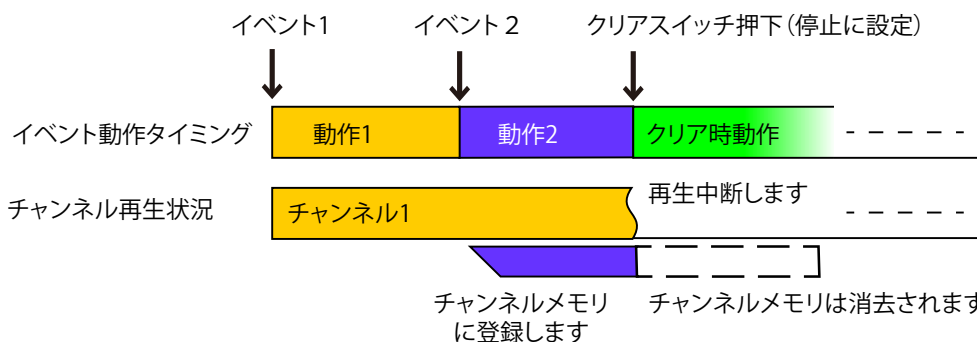 イベント1
イベント 2
クリアスイッチ押下(停止に設定)
イベント動作タイミング
動作1
動作2
クリア時動作
チャンネル再生状況
チャンネル1
再生中断します
チャンネルメモリ
に登録します
チャンネルメモリは消去されます